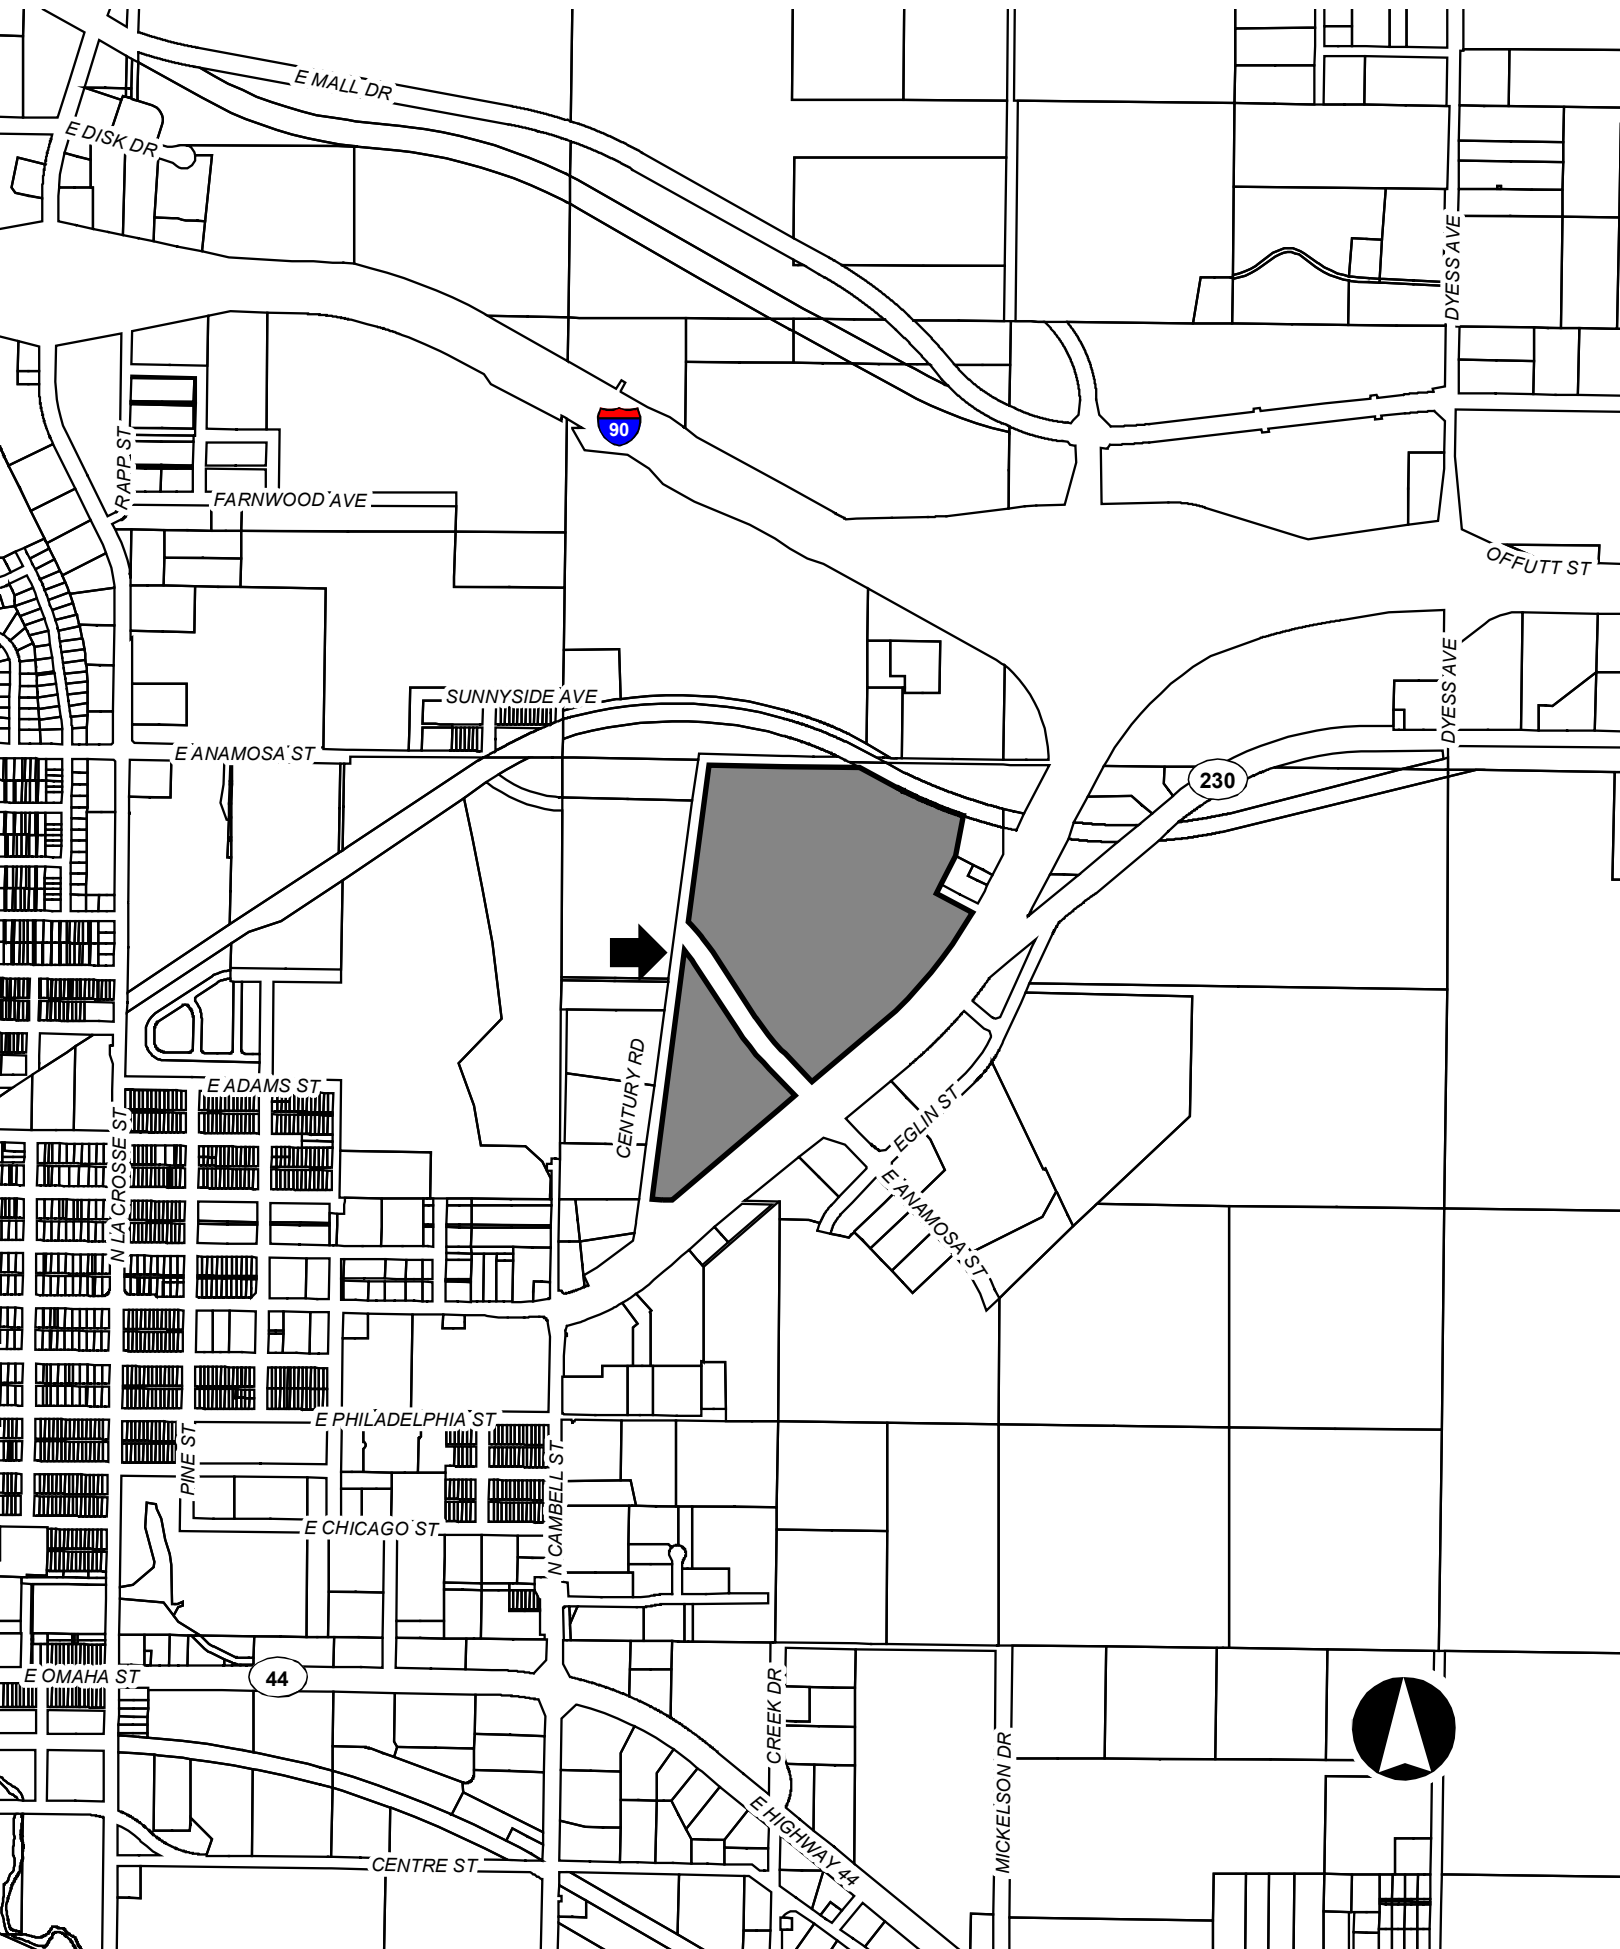 E MALL DR
E DISK DR
DYESS AVE
90
RAPP ST
FARNWOOD AVE
OFFUTT ST
SUNNYSIDE AVE
DYESS AVE
E ANAMOSA ST
230
CENTURY RD
E ADAMS ST
EGLIN ST
N LA CROSSE ST
E ANAMOSA ST
E PHILADELPHIA ST
PINE ST
N CAMBELL ST
E CHICAGO ST
E OMAHA ST
44
CREEK DR
MICKELSON DR
E HIGHWAY 44
CENTRE ST